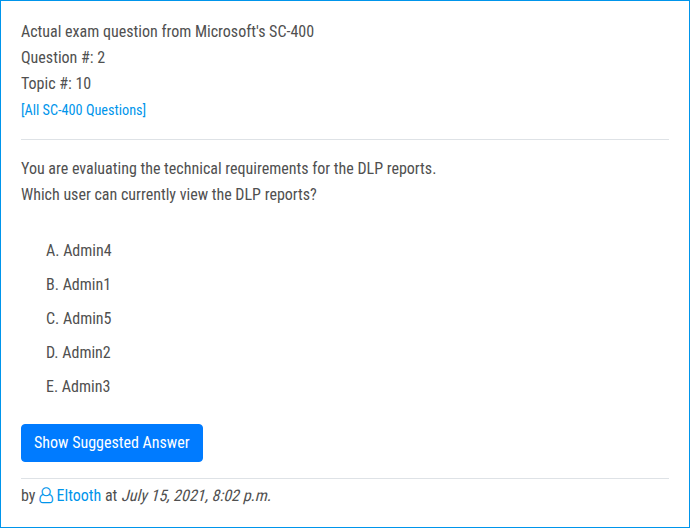 Actual exam question from Microsoft's SC-400
Question #: 2
Topic #: 10
[All SC-400 Questions]
You are evaluating the technical requirements for the DLP reports.
Which user can currently view the DLP reports?
A. Admin4
B. Admin1
C. Admin5
D. Admin2
E. Admin3
Show Suggested Answer
by Eltooth at July 15, 2021, 8:02 p.m.